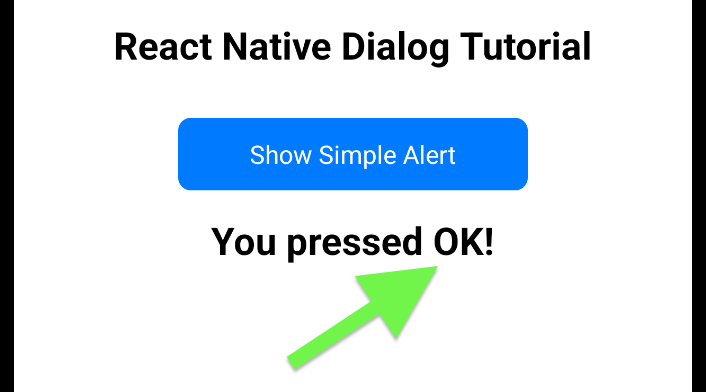 React Native Dialog Tutorial
Show Simple Alert
You pressed OK!